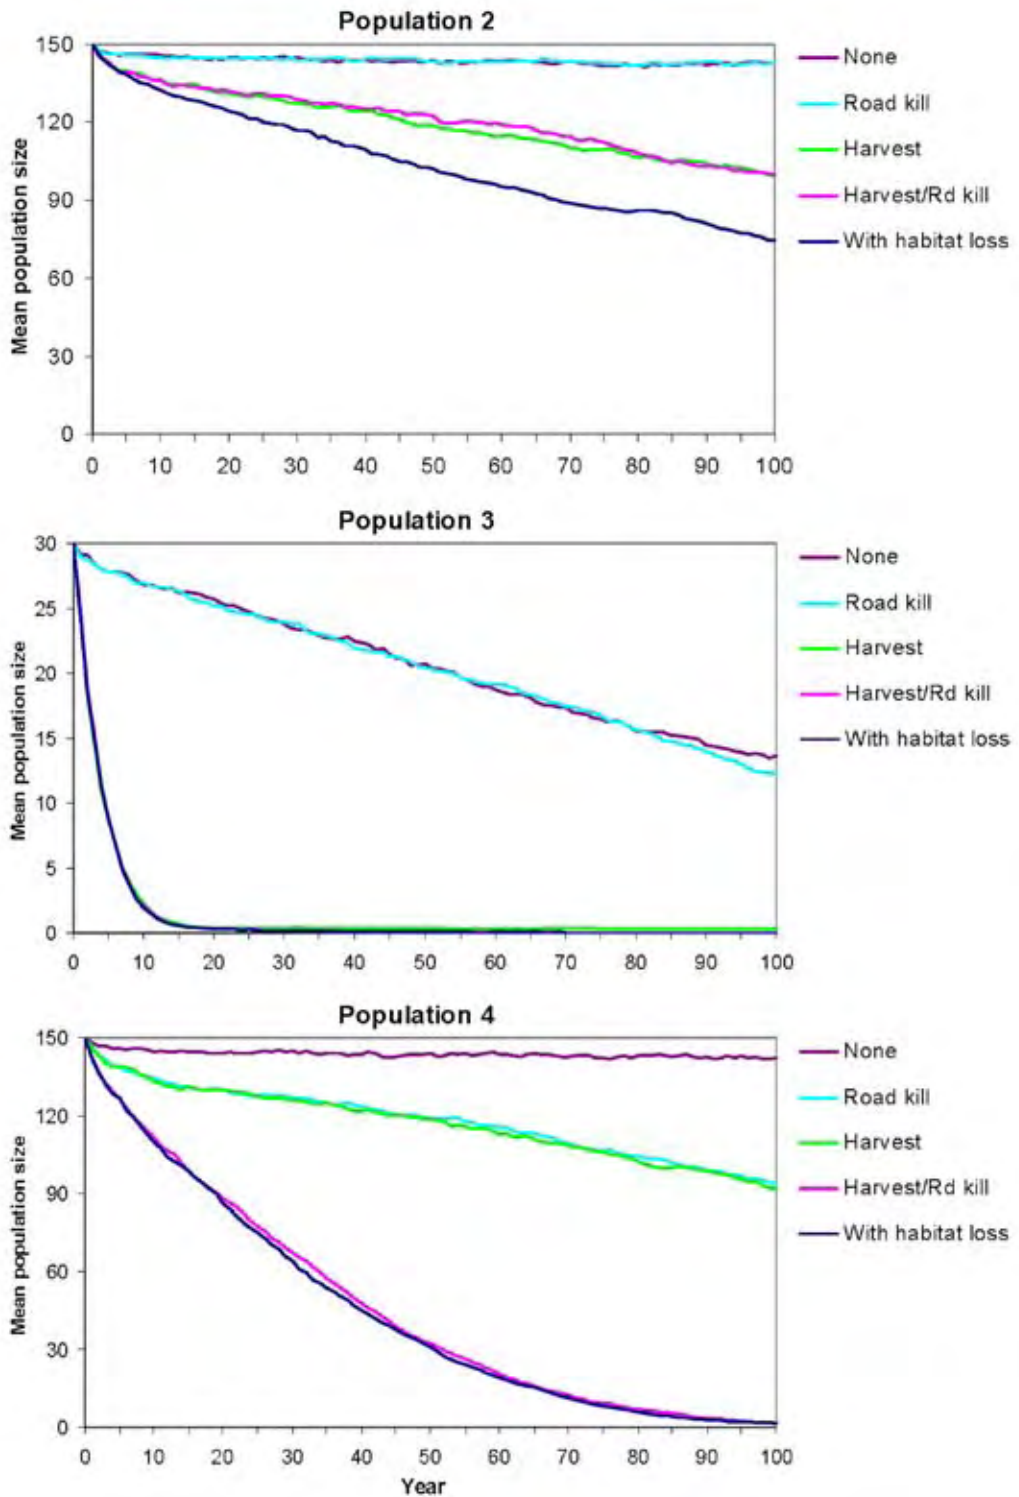 Population 2
150
120
90
60
30
0
Mean population size
0 10 20 30 40 50 60 70 80 90 100
None
Road kill
Harvest
Harvest/Rd kill
With habitat loss
Population 3
30
25
20
15
10
5
0
Mean population size
0 10 20 30 40 50 60 70 80 90 100
None
Road kill
Harvest
Harvest/Rd kill
With habitat loss
Population 4
150
120
90
60
30
0
Mean population size
0 10 20 30 40 50 60 70 80 90 100
Year
None
Road kill
Harvest
Harvest/Rd kill
With habitat loss